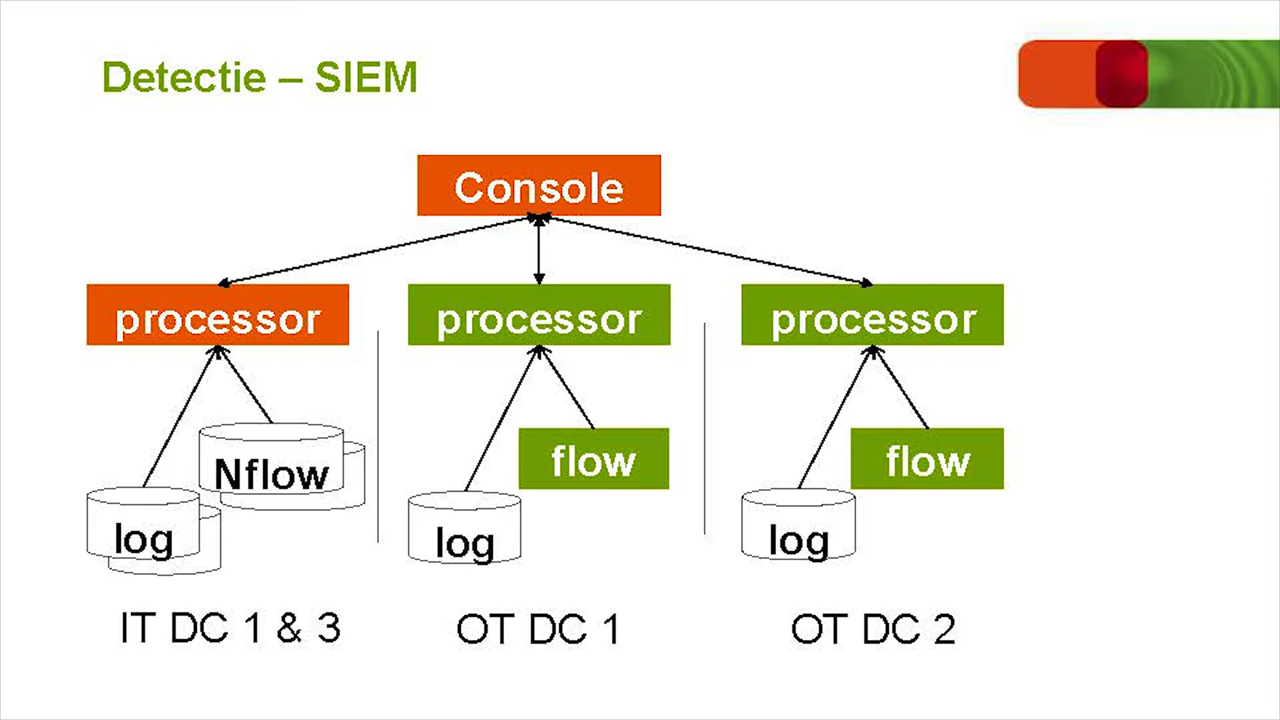 Detectie – SIEM
Console
processor
processor
processor
Nflow
flow
flow
log
log
log
IT DC 1 & 3
OT DC 1
OT DC 2